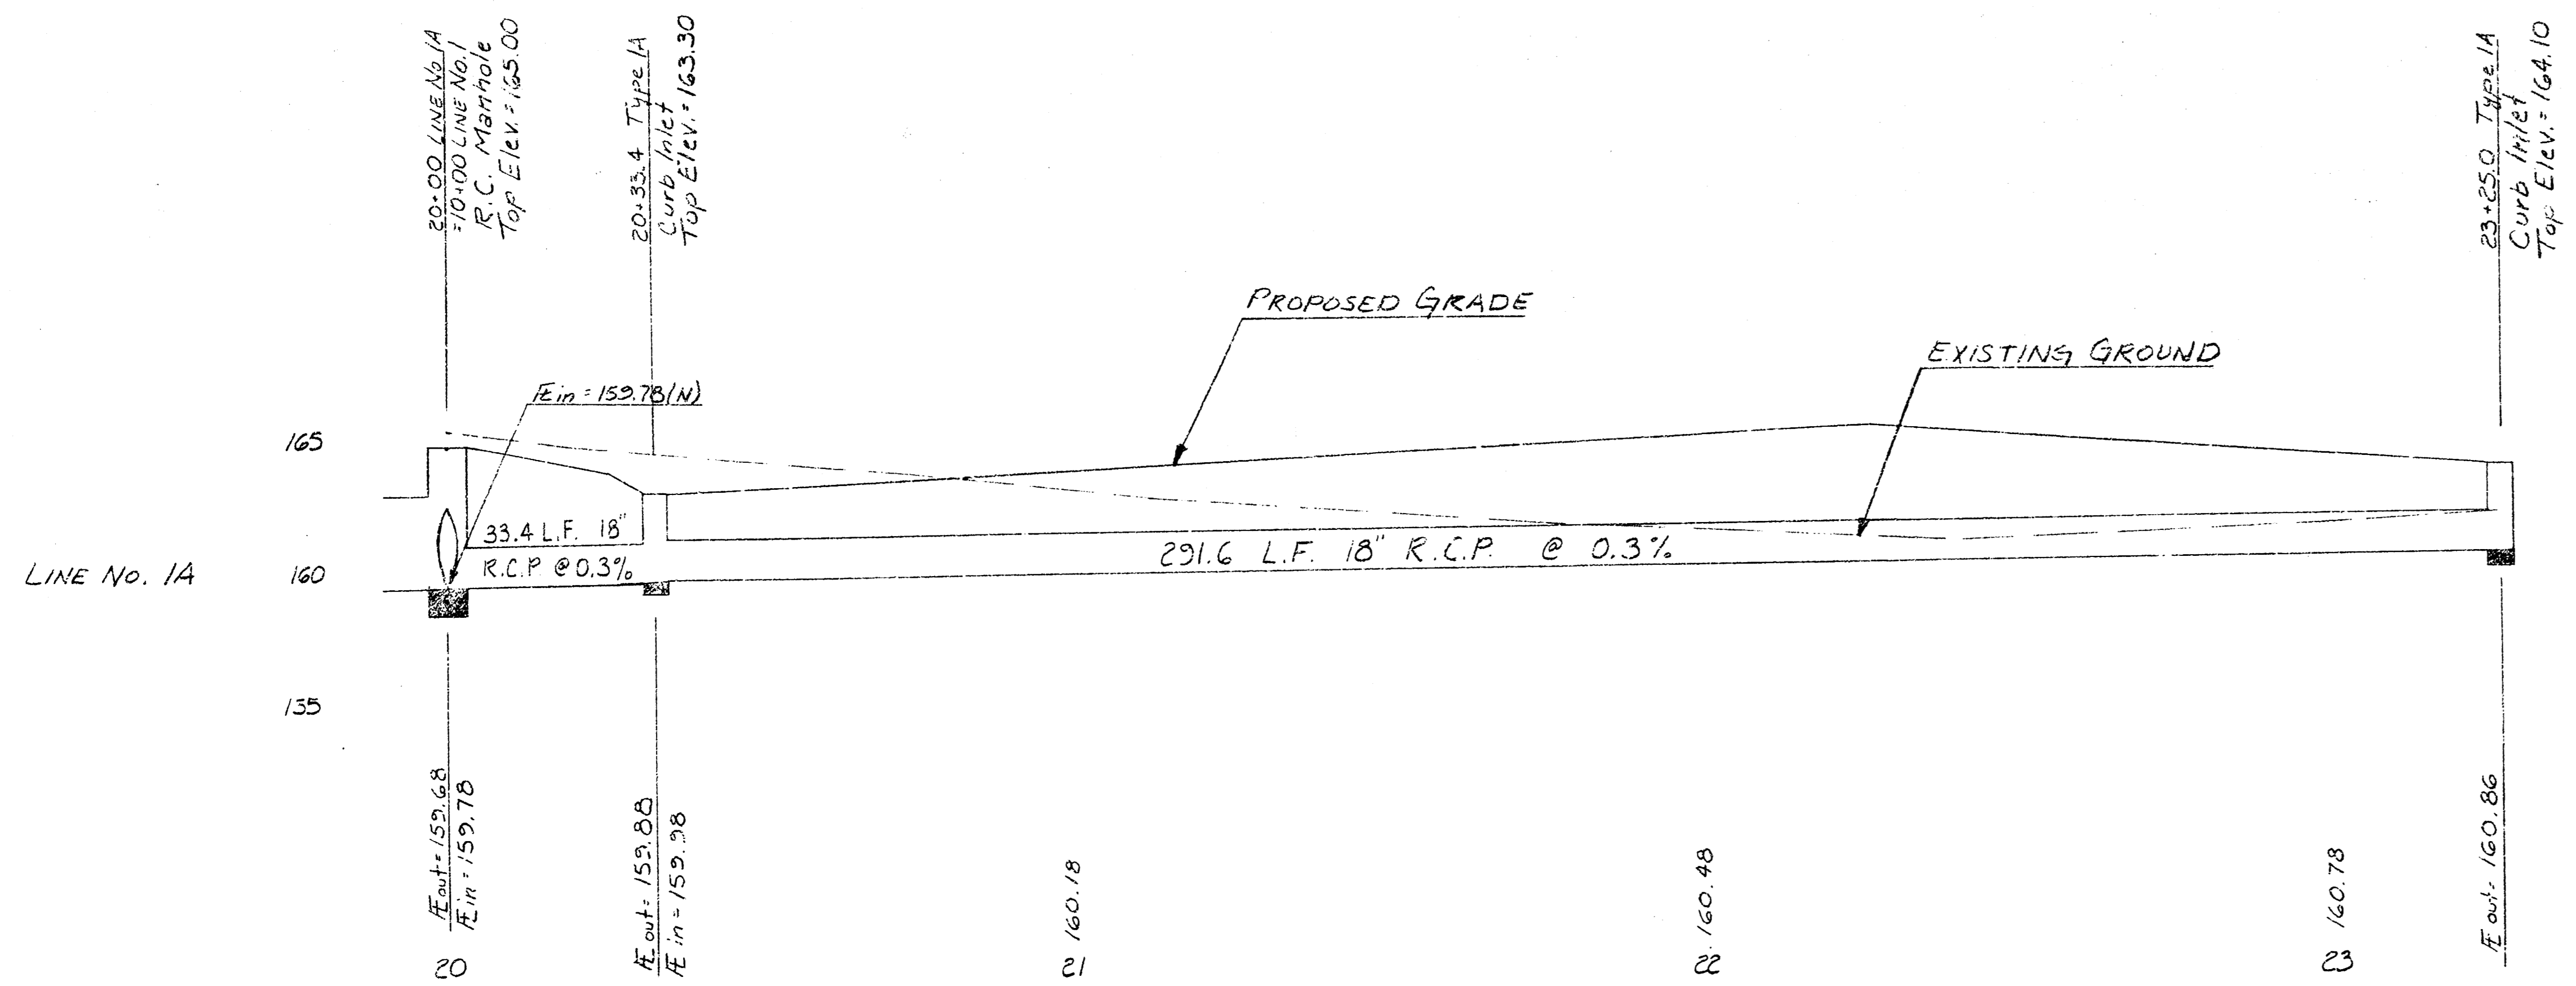 20+00 LINE No. 1A
=10+00 LINE No. 1
R.C. Manhole
Top Elev.=165.00
20+33.4 Type 1A
Curb Inlet
Top Elev.=163.30
23+25.0 Type 1A
Curb Inlet
Top Elev.=164.10
PROPOSED GRADE
EXISTING GROUND
Æin=159.78(N)
165
33.4 L.F. 18"
R.C.P. @ 0.3%
291.6 L.F. 18" R.C.P. @ 0.3%
LINE No. 1A
160
135
Æout=159.68
Æin=159.78
Æ out=159.88
Æ in=159.98
160.18
160.48
160.78
Æ out=160.86
20
21
22
23